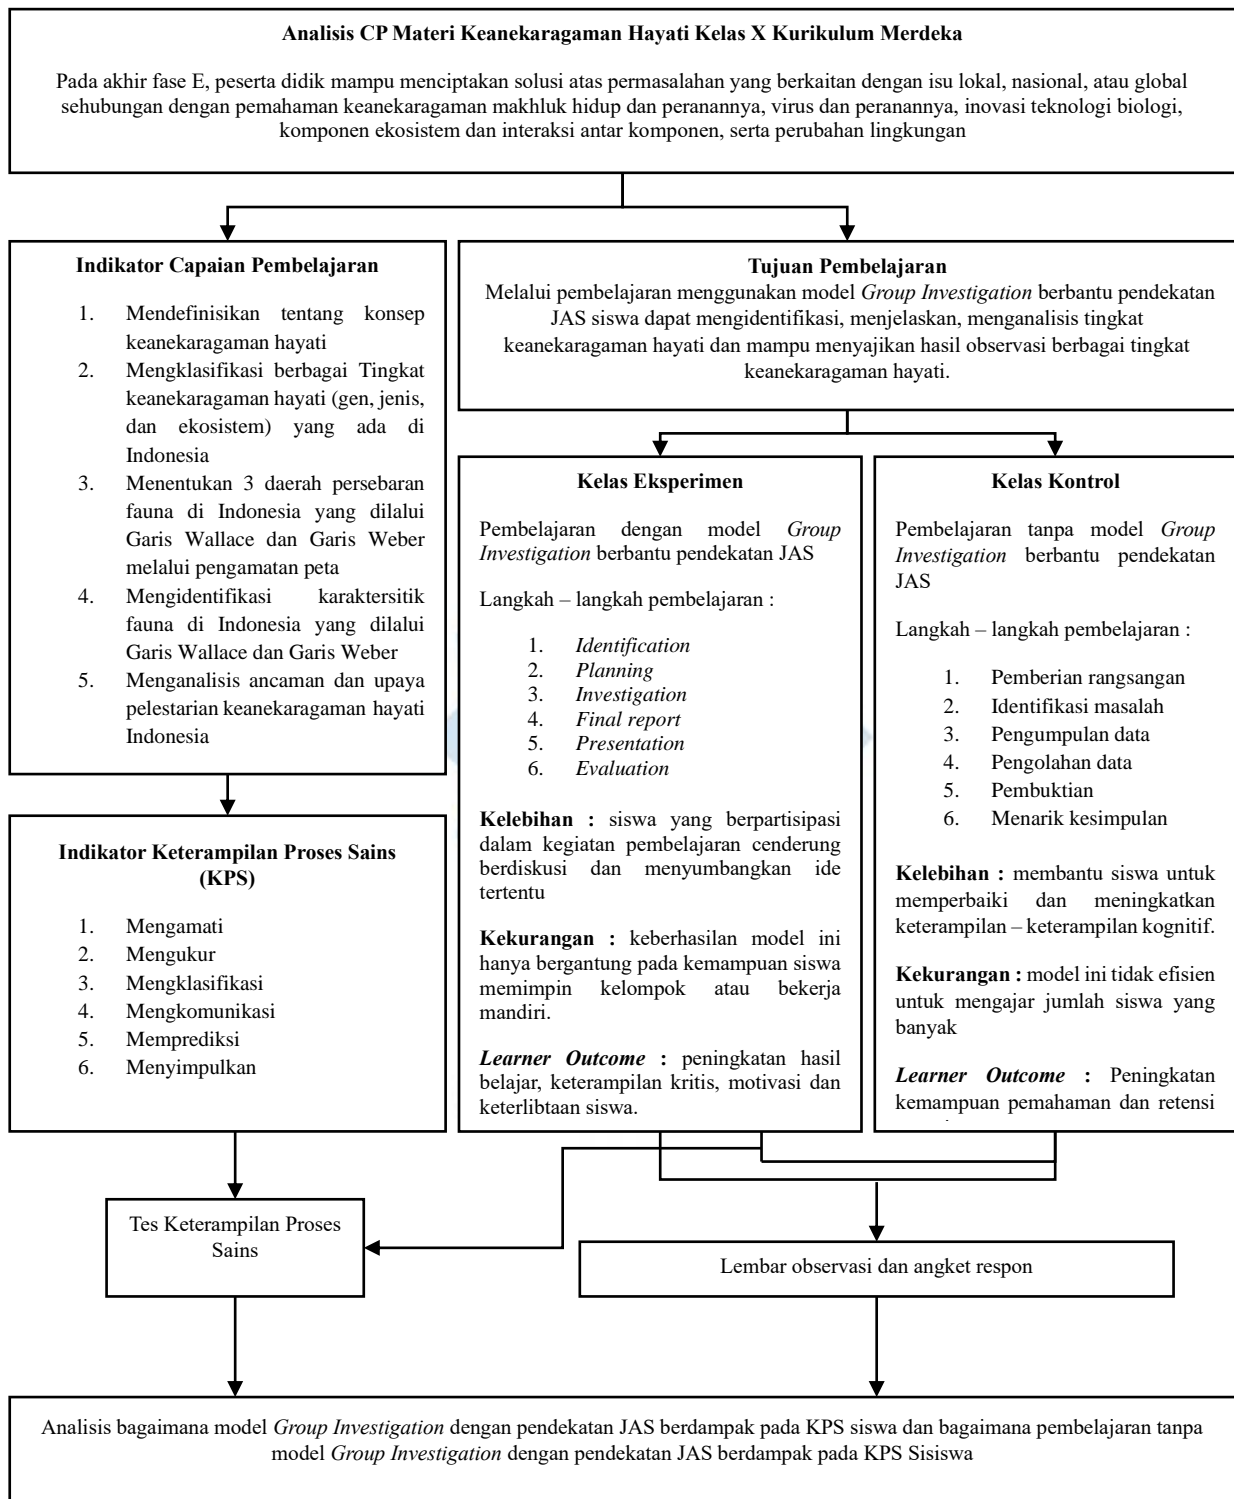 Analisis CP Materi Keanekaragaman Hayati Kelas X Kurikulum Merdeka
Pada akhir fase E, peserta didik mampu menciptakan solusi atas permasalahan yang berkaitan dengan isu lokal, nasional, atau global
sehubungan dengan pemahaman keanekaragaman makhluk hidup dan peranannya, virus dan peranannya, inovasi teknologi biologi,
komponen ekosistem dan interaksi antar komponen, serta perubahan lingkungan
Indikator Capaian Pembelajaran
1. Mendefinisikan tentang konsep
keanekaragaman hayati
2. Mengklasifikasi berbagai Tingkat
keanekaragaman hayati (gen, jenis,
dan ekosistem) yang ada di
Indonesia
3. Menentukan 3 daerah persebaran
fauna di Indonesia yang dilalui
Garis Wallace dan Garis Weber
melalui pengamatan peta
4. Mengidentifikasi karaktersitik
fauna di Indonesia yang dilalui
Garis Wallace dan Garis Weber
5. Menganalisis ancaman dan upaya
pelestarian keanekaragaman hayati
Indonesia
Tujuan Pembelajaran
Melalui pembelajaran menggunakan model Group Investigation berbantu pendekatan
JAS siswa dapat mengidentifikasi, menjelaskan, menganalisis tingkat
keanekaragaman hayati dan mampu menyajikan hasil observasi berbagai tingkat
keanekaragaman hayati.
Kelas Eksperimen
Pembelajaran dengan model Group
Investigation berbantu pendekatan JAS
Langkah – langkah pembelajaran :
1. Identification
2. Planning
3. Investigation
4. Final report
5. Presentation
6. Evaluation
Kelebihan : siswa yang berpartisipasi
dalam kegiatan pembelajaran cenderung
berdiskusi dan menyumbangkan ide
tertentu
Kekurangan : keberhasilan model ini
hanya bergantung pada kemampuan siswa
memimpin kelompok atau bekerja
mandiri.
Learner Outcome : peningkatan hasil
belajar, keterampilan kritis, motivasi dan
keterlibtaan siswa.
Kelas Kontrol
Pembelajaran tanpa model Group
Investigation berbantu pendekatan
JAS
Langkah – langkah pembelajaran :
1. Pemberian rangsangan
2. Identifikasi masalah
3. Pengumpulan data
4. Pengolahan data
5. Pembuktian
6. Menarik kesimpulan
Kelebihan : membantu siswa untuk
memperbaiki dan meningkatkan
keterampilan – keterampilan kognitif.
Kekurangan : model ini tidak efisien
untuk mengajar jumlah siswa yang
banyak
Learner Outcome : Peningkatan
kemampuan pemahaman dan retensi
Indikator Keterampilan Proses Sains
(KPS)
1. Mengamati
2. Mengukur
3. Mengklasifikasi
4. Mengkomunikasi
5. Memprediksi
6. Menyimpulkan
Tes Keterampilan Proses
Sains
Lembar observasi dan angket respon
Analisis bagaimana model Group Investigation dengan pendekatan JAS berdampak pada KPS siswa dan bagaimana pembelajaran tanpa
model Group Investigation dengan pendekatan JAS berdampak pada KPS Sisiswa